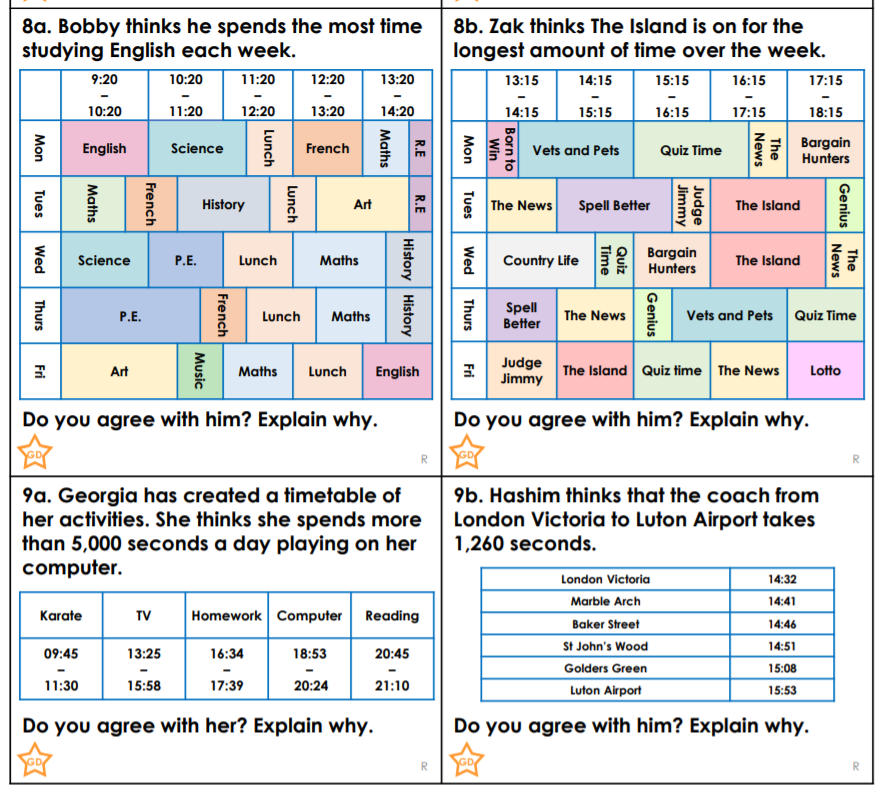 8a. Bobby thinks he spends the most time
studying English each week.
9:20 – 10:20 10:20 – 11:20 11:20 – 12:20 12:20 – 13:20 13:20 – 14:20
Mon English Science Lunch French Maths R.E
Tues Maths French History Lunch Art R.E
Wed Science P.E. Lunch Maths History
Thurs P.E. French Lunch Maths History
Fri Art Music Maths Lunch English
Do you agree with him? Explain why.
GD
R
8b. Zak thinks The Island is on for the
longest amount of time over the week.
13:15 – 14:15 14:15 – 15:15 15:15 – 16:15 16:15 – 17:15 17:15 – 18:15
Mon Born to Win Vets and Pets Quiz Time The News Bargain Hunters
Tues The News Spell Better Judge Jimmy The Island Genius
Wed Country Life Quiz Time Bargain Hunters The Island The News
Thurs Spell Better The News Genius Vets and Pets Quiz Time
Fri Judge Jimmy The Island Quiz time The News Lotto
Do you agree with him? Explain why.
GD
R
9a. Georgia has created a timetable of
her activities. She thinks she spends more
than 5,000 seconds a day playing on her
computer.
Karate TV Homework Computer Reading
09:45 – 11:30 13:25 – 15:58 16:34 – 17:39 18:53 – 20:24 20:45 – 21:10
Do you agree with her? Explain why.
GD
R
9b. Hashim thinks that the coach from
London Victoria to Luton Airport takes
1,260 seconds.
London Victoria 14:32
Marble Arch 14:41
Baker Street 14:46
St John's Wood 14:51
Golders Green 15:08
Luton Airport 15:53
Do you agree with him? Explain why.
GD
R